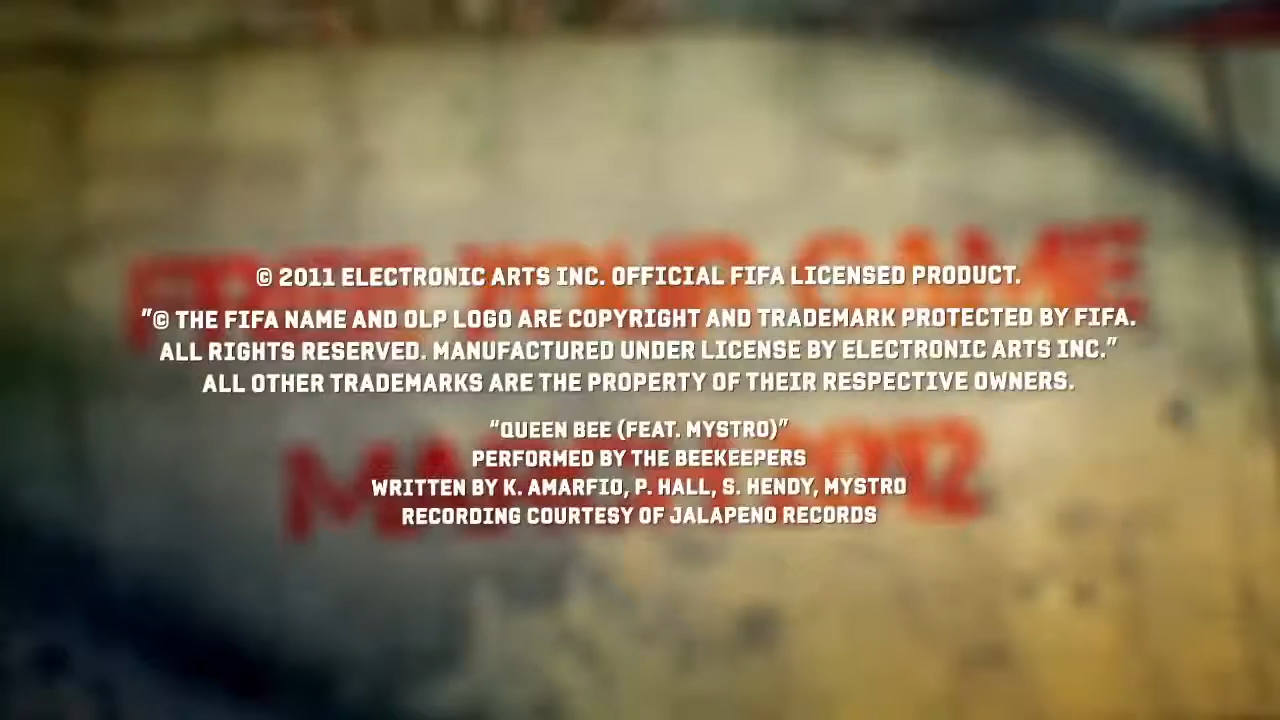 © 2011 ELECTRONIC ARTS INC. OFFICIAL FIFA LICENSED PRODUCT.
"© THE FIFA NAME AND OLP LOGO ARE COPYRIGHT AND TRADEMARK PROTECTED BY FIFA.
ALL RIGHTS RESERVED. MANUFACTURED UNDER LICENSE BY ELECTRONIC ARTS INC."
ALL OTHER TRADEMARKS ARE THE PROPERTY OF THEIR RESPECTIVE OWNERS.
"QUEEN BEE (FEAT. MYSTRO)"
PERFORMED BY THE BEEKEEPERS
WRITTEN BY K. AMARFIO, P. HALL, S. HENDY, MYSTRO
RECORDING COURTESY OF JALAPENO RECORDS